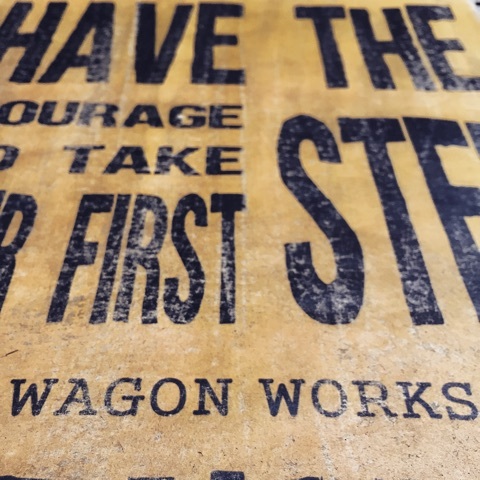 HAVE THE
OURAGE
O TAKE
R FIRST STE
WAGON WORKS